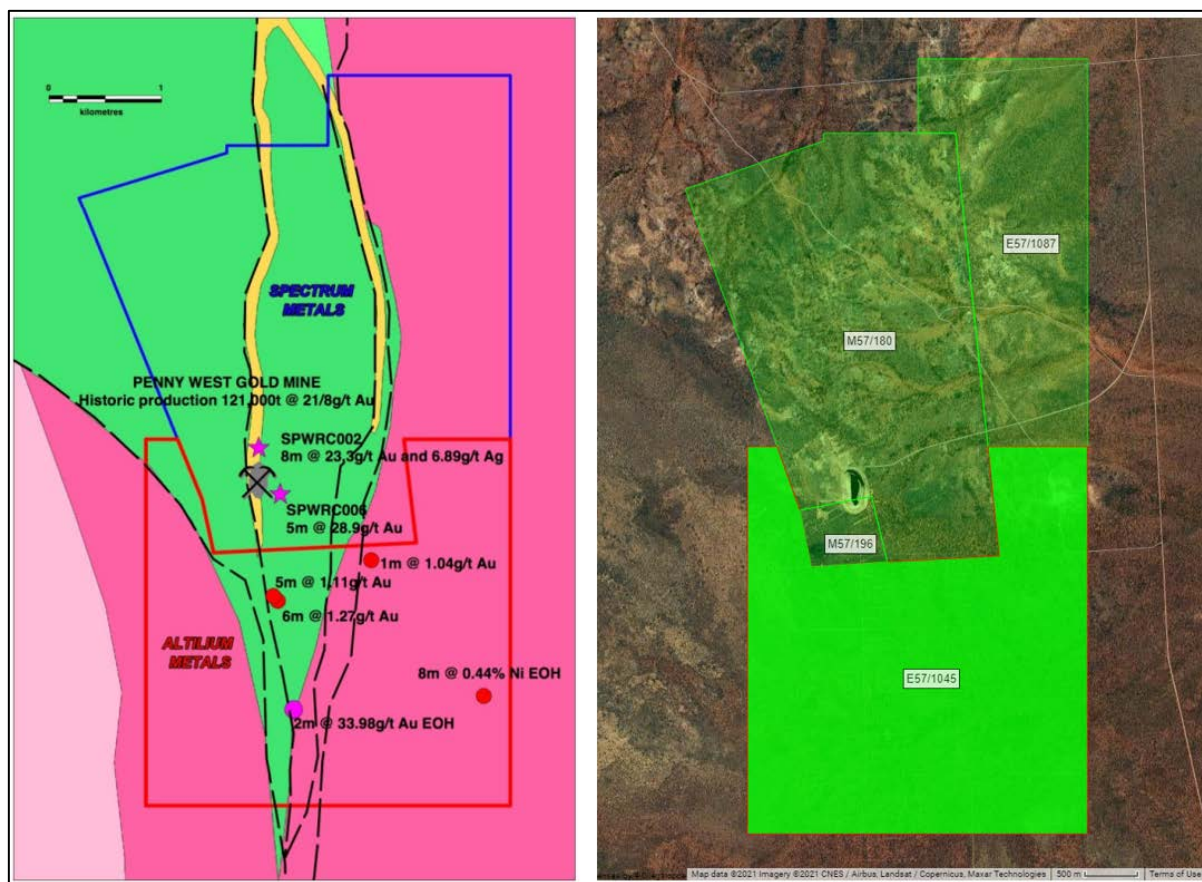 0 1
kilometres
SPECTRUM
METALS
PENNY WEST GOLD MINE
Historic production 121,000t @ 21/8g/t Au
SPWRC002
8m @ 23.3g/t Au and 6.89g/t Ag
SPWRC006
5m @ 28.9g/t Au
1m @ 1.04g/t Au
5m @ 1.11g/t Au
6m @ 1.27g/t Au
ALTILIUM
METALS
8m @ 0.44% Ni EOH
2m @ 33.98g/t Au EOH
E57/1087
M57/180
M57/196
E57/1045
Map data ©2021 Imagery ©2021 CNES / Airbus, Landsat / Copernicus, Maxar Technologies 500 m Terms of Use